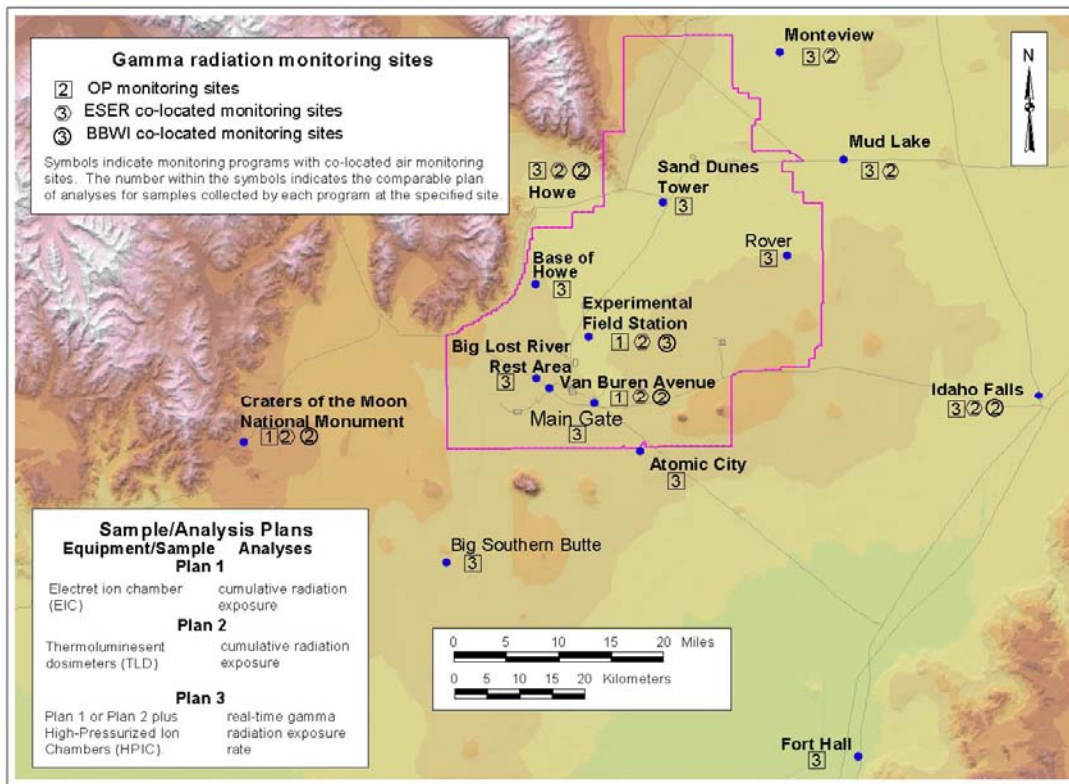 Gamma radiation monitoring sites
2 OP monitoring sites
3 ESER co-located monitoring sites
3 BBWI co-located monitoring sites
Symbols indicate monitoring programs with co-located air monitoring
sites. The number within the symbols indicates the comparable plan
of analyses for samples collected by each program at the specified site.
N
Monteview
3 2
Mud Lake
3 2
3 2 2
Howe
Sand Dunes
Tower
3
Rover
3
Base of
Howe
3
Experimental
Field Station
1 2 3
Big Lost River
Rest Area
3
Van Buren Avenue
1 2 2
Main Gate
3
Idaho Falls
3 2 2
Craters of the Moon
National Monument
1 2 2
Atomic City
3
Big Southern Butte
3
Sample/Analysis Plans
Equipment/Sample Analyses
Plan 1
Electret ion chamber cumulative radiation
(EIC) exposure
Plan 2
Thermoluminesent cumulative radiation
dosimeters (TLD) exposure
Plan 3
Plan 1 or Plan 2 plus real-time gamma
High-Pressurized Ion radiation exposure
Chambers (HPIC). rate
0 5 10 15 20 Miles
0 5 10 15 20 Kilometers
Fort Hall
3